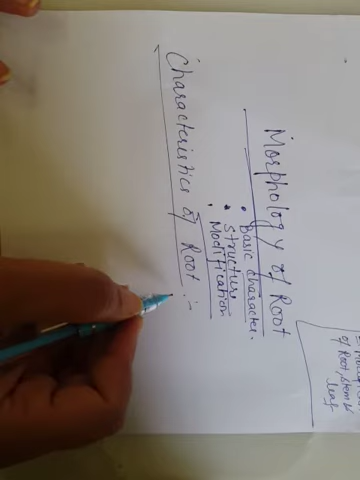 Morphology of Root
• Basic character.
• Structure
• Modification
Characteristics of Root :-
of Root, Stem &
leaf